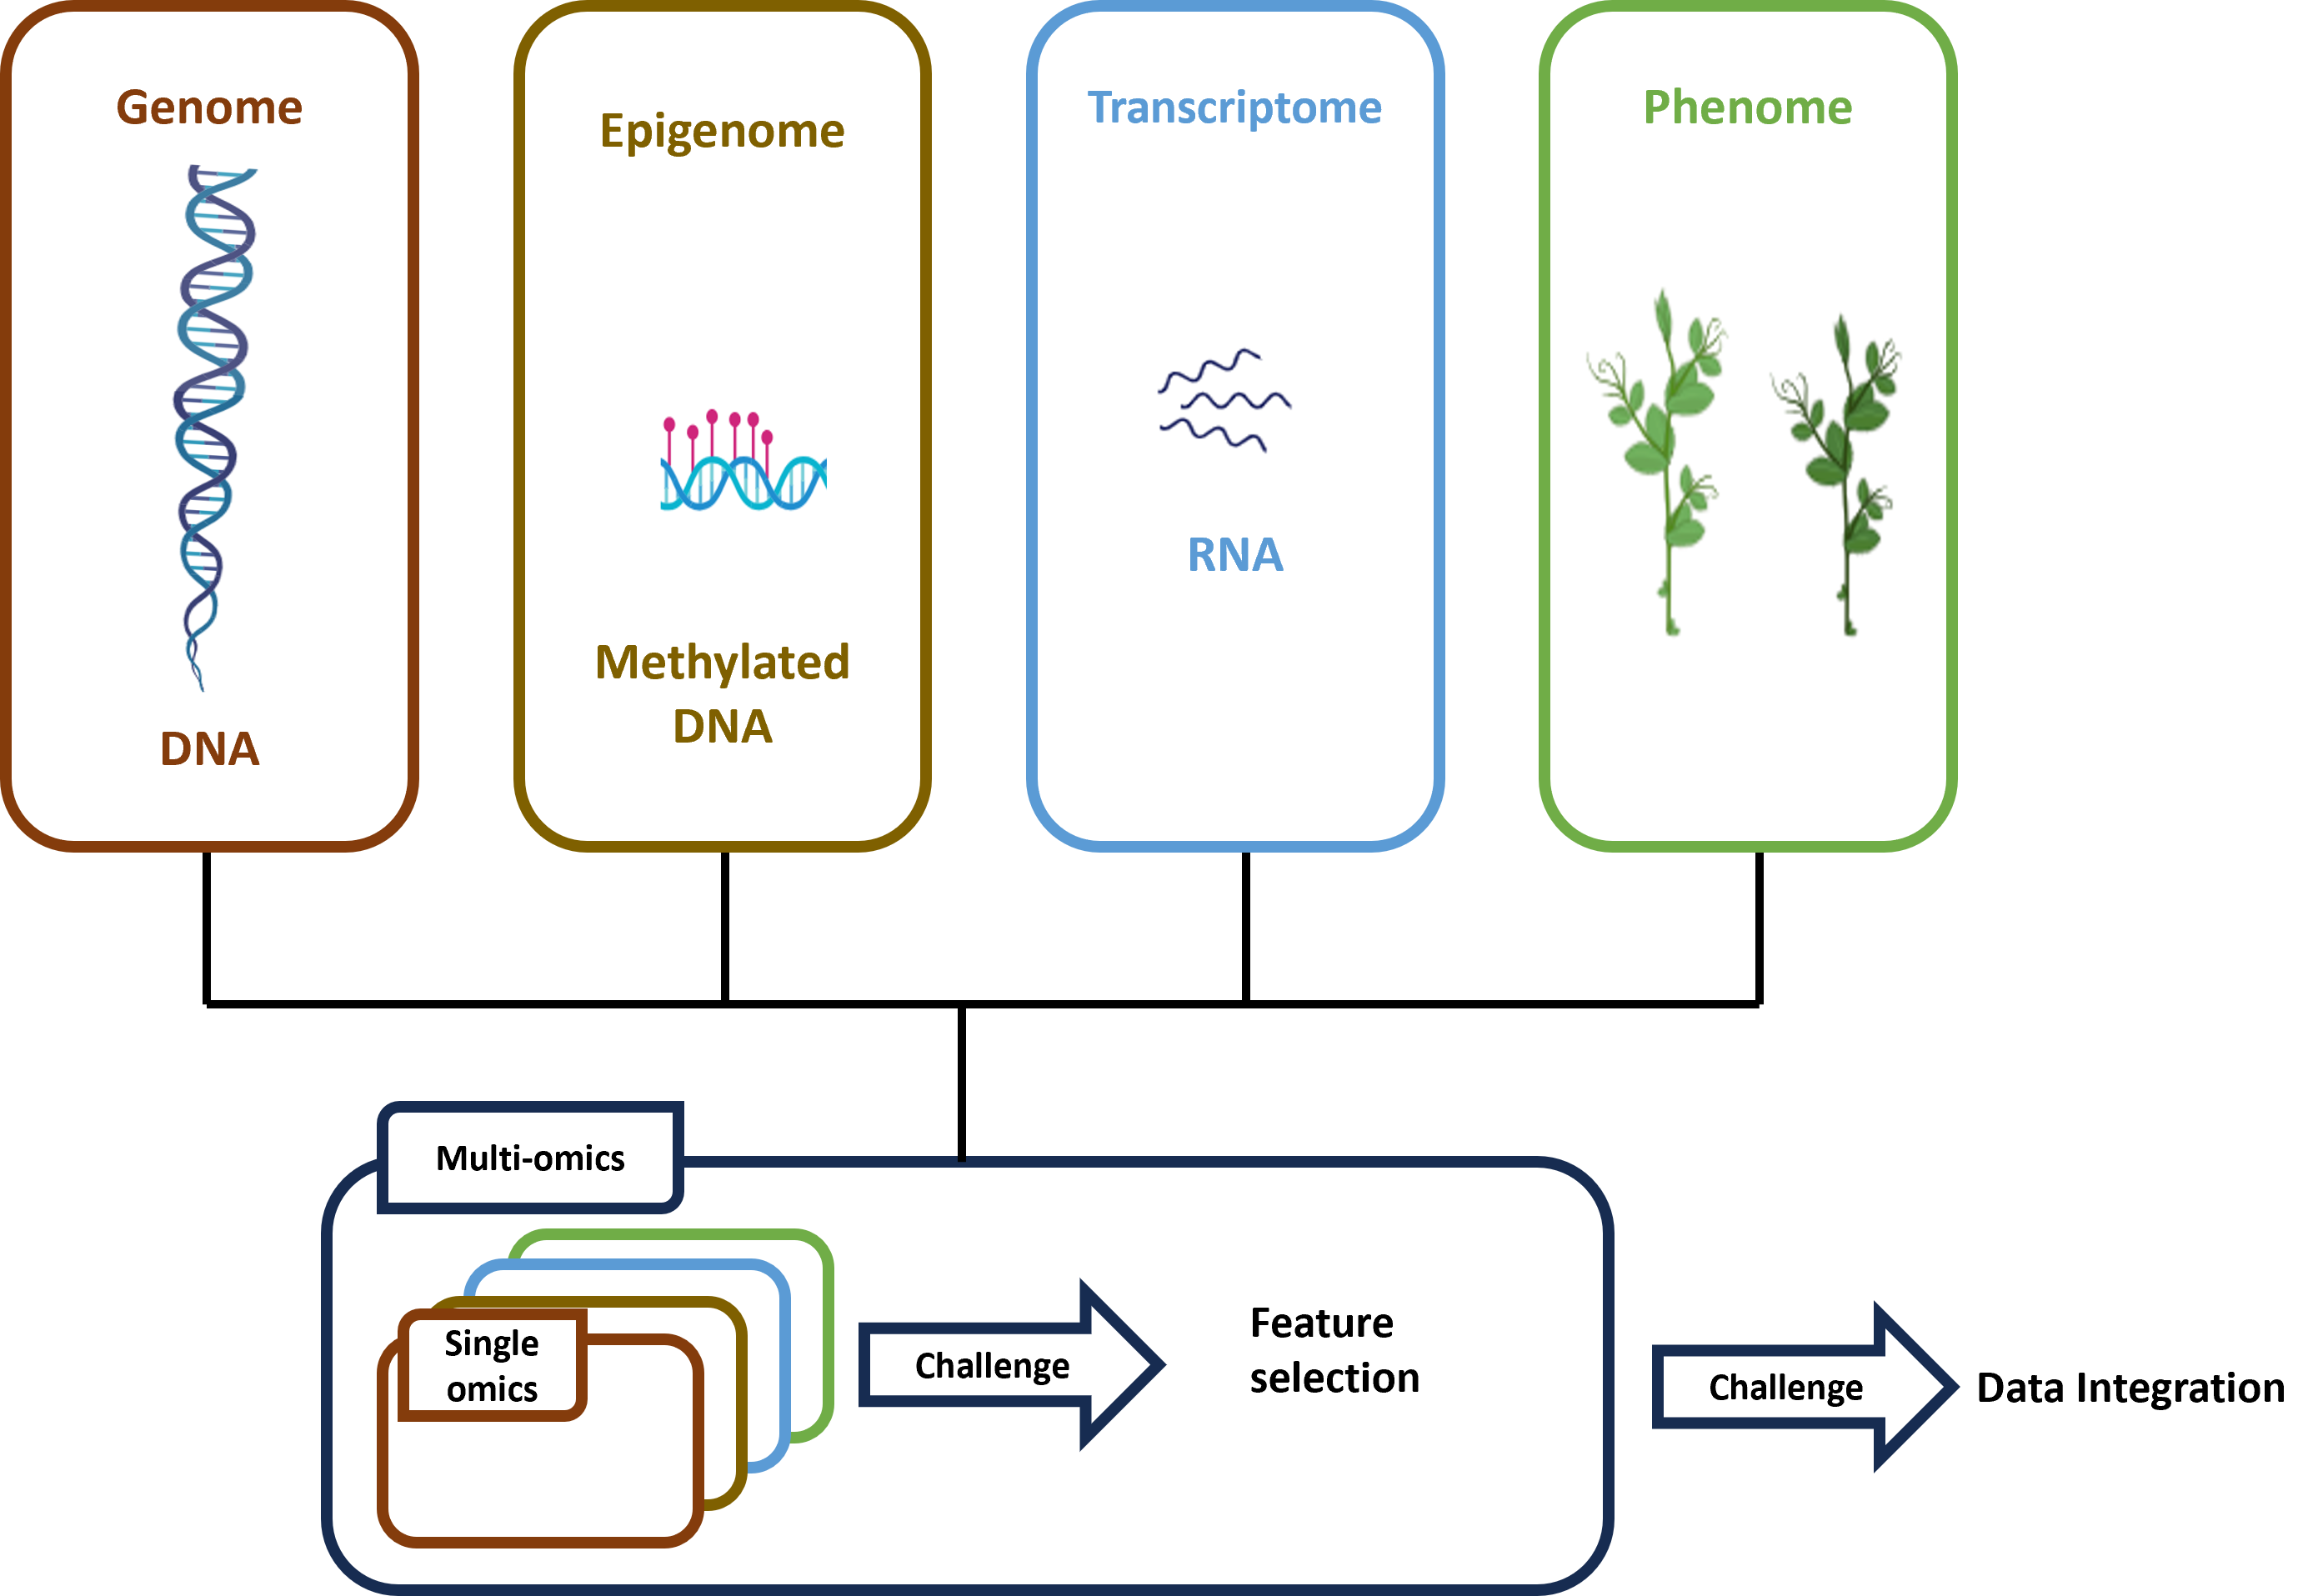 Genome
Epigenome
Transcriptome
Phenome
RNA
Methylated
DNA
DNA
Multi-omics
Single
omics
Challenge
Feature
selection
Challenge
Data Integration